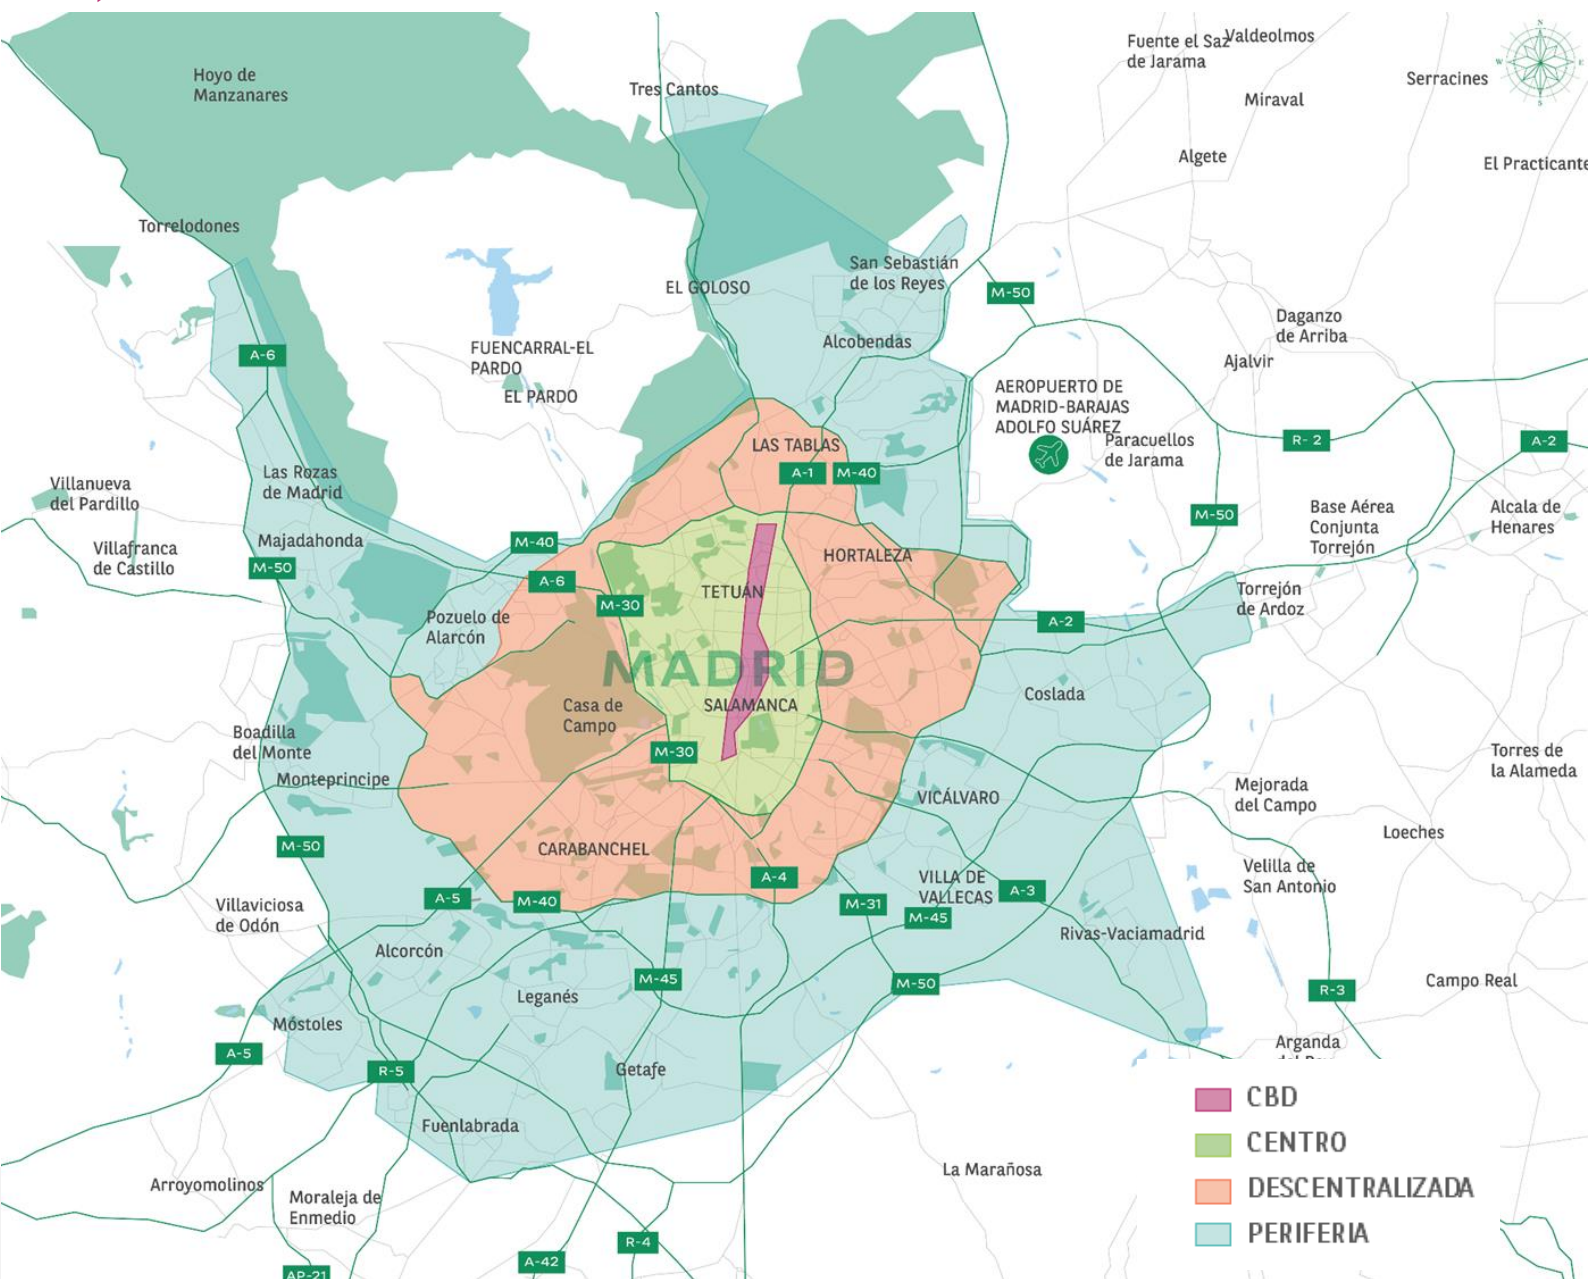 Fuente el Saz
de Jarama
Valdeolmos
N
W
E
S
Hoyo de
Manzanares
Tres Cantos
Serracines
Miraval
Algete
El Practicante
Torrelodones
San Sebastián
de los Reyes
EL GOLOSO
M-50
Daganzo
de Arriba
Alcobendas
FUENCARRAL-EL
PARDO
A-6
Ajalvir
EL PARDO
AEROPUERTO DE
MADRID-BARAJAS
ADOLFO SUÁREZ
LAS TABLAS
Paracuellos
de Jarama
R- 2
A-2
A-1
M-40
Las Rozas
de Madrid
Villanueva
del Pardillo
M-50
Base Aérea
Conjunta
Torrejón
Alcala de
Henares
Majadahonda
M-40
Villafranca
de Castillo
M-50
HORTALEZA
A-6
TETUÁN
M-30
Torrejón
de Ardoz
Pozuelo de
Alarcón
A-2
MADRID
Coslada
Casa de
Campo
SALAMANCA
Boadilla
del Monte
M-30
Torres de
la Alameda
Monteprincipe
Mejorada
del Campo
VICÁLVARO
Loeches
M-50
CARABANCHEL
Velilla de
San Antonio
A-4
VILLA DE
VALLECAS
A-3
A-5
M-40
M-31
M-45
Villaviciosa
de Odón
Rivas-Vaciamadrid
Alcorcón
M-45
M-50
Campo Real
R-3
Leganés
Móstoles
Arganda
A-5
R-5
Getafe
CBD
Fuenlabrada
CENTRO
La Marañosa
Arroyomolinos
Moraleja de
Enmedio
DESCENTRALIZADA
PERIFERIA
R-4
A-42
AP-21